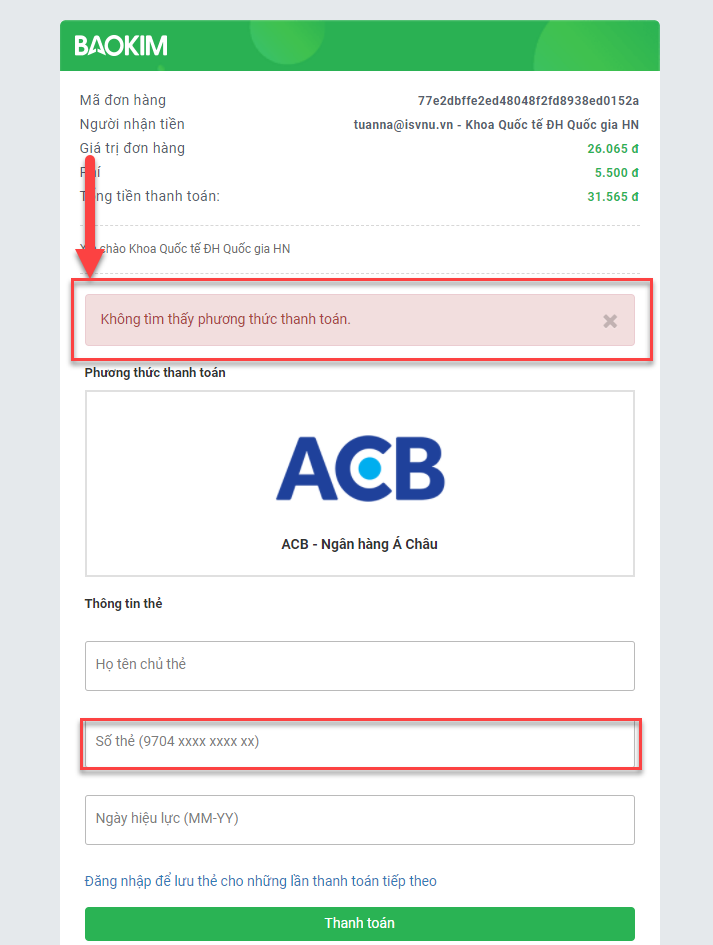 BAOKIM
Mã đơn hàng 77e2dbffe2ed48048f2fd8938ed0152a
Người nhận tiền tuanna@isvnu.vn - Khoa Quốc tế ĐH Quốc gia HN
Giá trị đơn hàng 26.065 đ
5.500 đ
tiền thanh toán: 31.565 đ
chào Khoa Quốc tế ĐH Quốc gia HN
Không tìm thấy phương thức thanh toán.
Phương thức thanh toán
ACB
ACB - Ngân hàng Á Châu
Thông tin thẻ
Họ tên chủ thẻ
Số thẻ (9704 xxxx xxxx xx)
Ngày hiệu lực (MM-YY)
Đăng nhập để lưu thẻ cho những lần thanh toán tiếp theo
Thanh toán